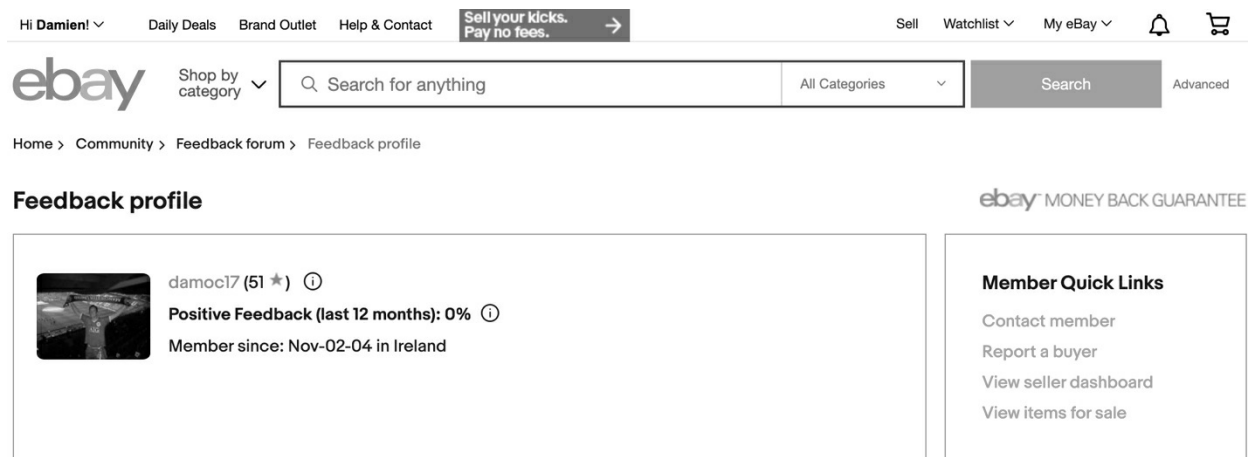 Hi Damien!
Daily Deals
Brand Outlet
Help & Contact
Sell your kicks.
Pay no fees.
Sell
Watchlist
My eBay
ebay
Shop by
category
Search for anything
All Categories
Search
Advanced
Home > Community > Feedback forum > Feedback profile
Feedback profile
ebay™ MONEY BACK GUARANTEE
damoc17 (51 ★)
Positive Feedback (last 12 months): 0%
Member since: Nov-02-04 in Ireland
Member Quick Links
Contact member
Report a buyer
View seller dashboard
View items for sale